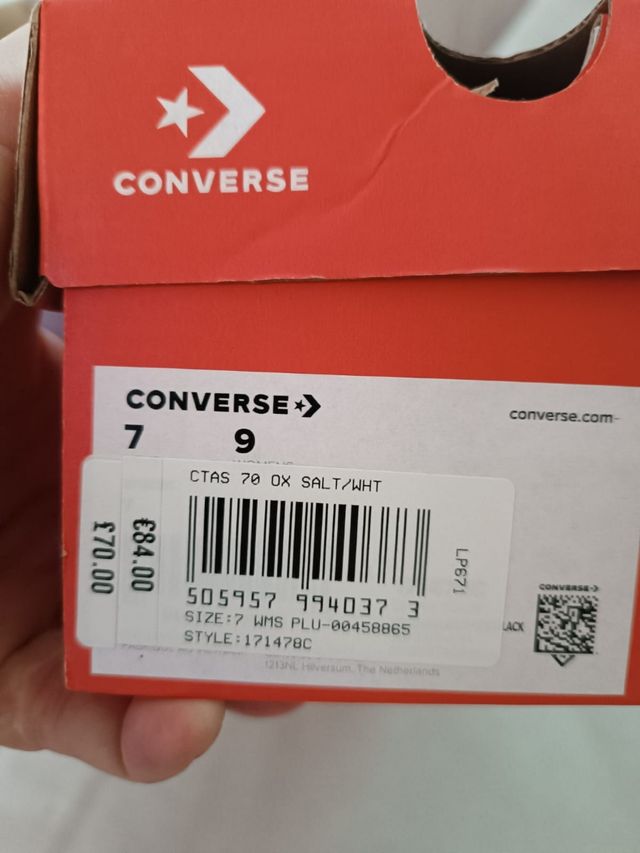 CONVERSE
CONVERSE
converse.com
7 9
CTAS 70 OX SALT/WHT
£70.00
€84.00
LP671
505957 994037 3
SIZE:7 WMS PLU-00458865
STYLE:171478C
CONVERSE
1213NL Hilversum, The Netherlands